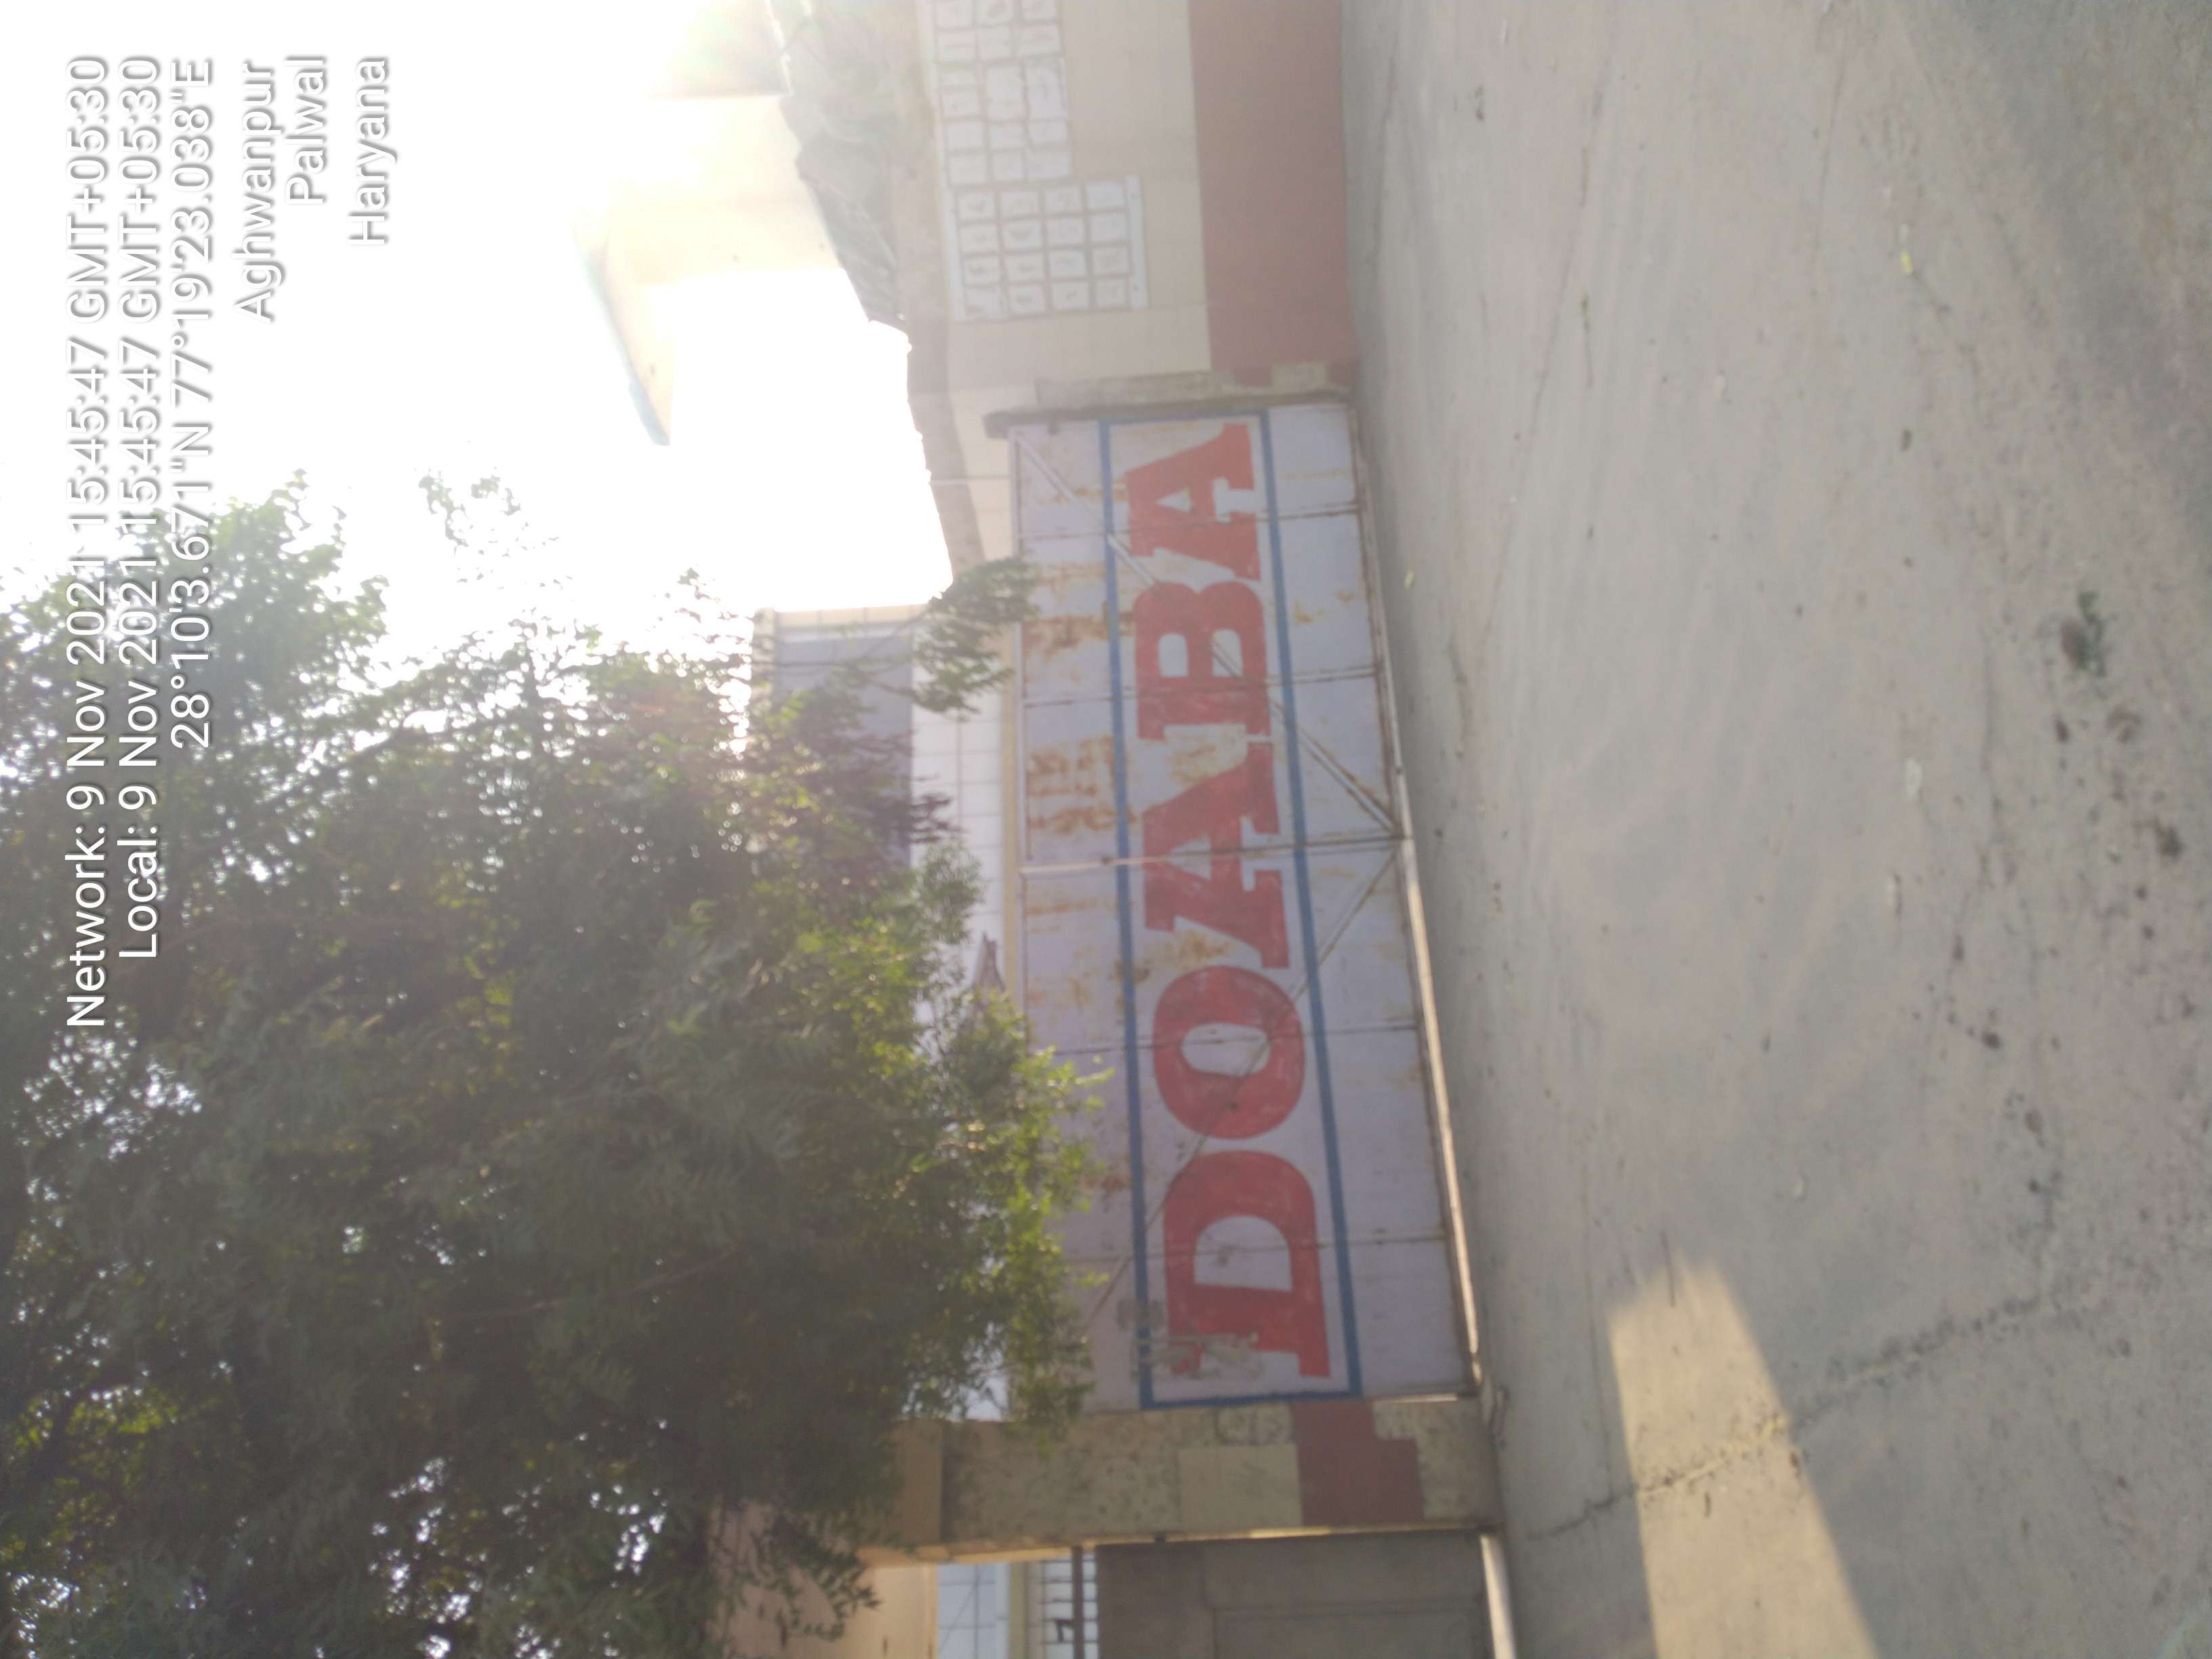 Network: 9 Nov 2021 15:45:47 GMT+05:30
Local: 9 Nov 2021 15:45:47 GMT+05:30
28°10'3.671"N 77°19'23.038"E
Aghwanpur
Palwal
Haryana
DOABA